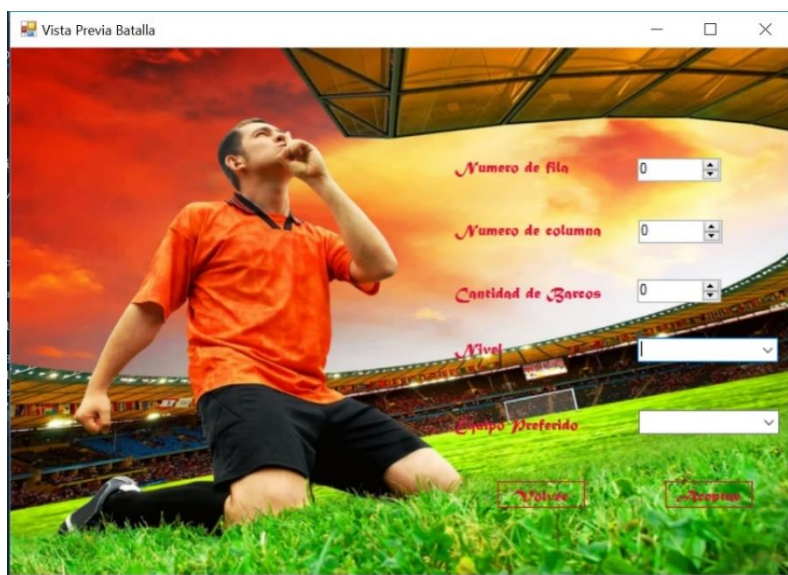 Vista Previa Batalla
Numero de fila 0
Numero de columna 0
Cantidad de Barcos 0
Nivel
Equipo Preferido
Volver Aceptar